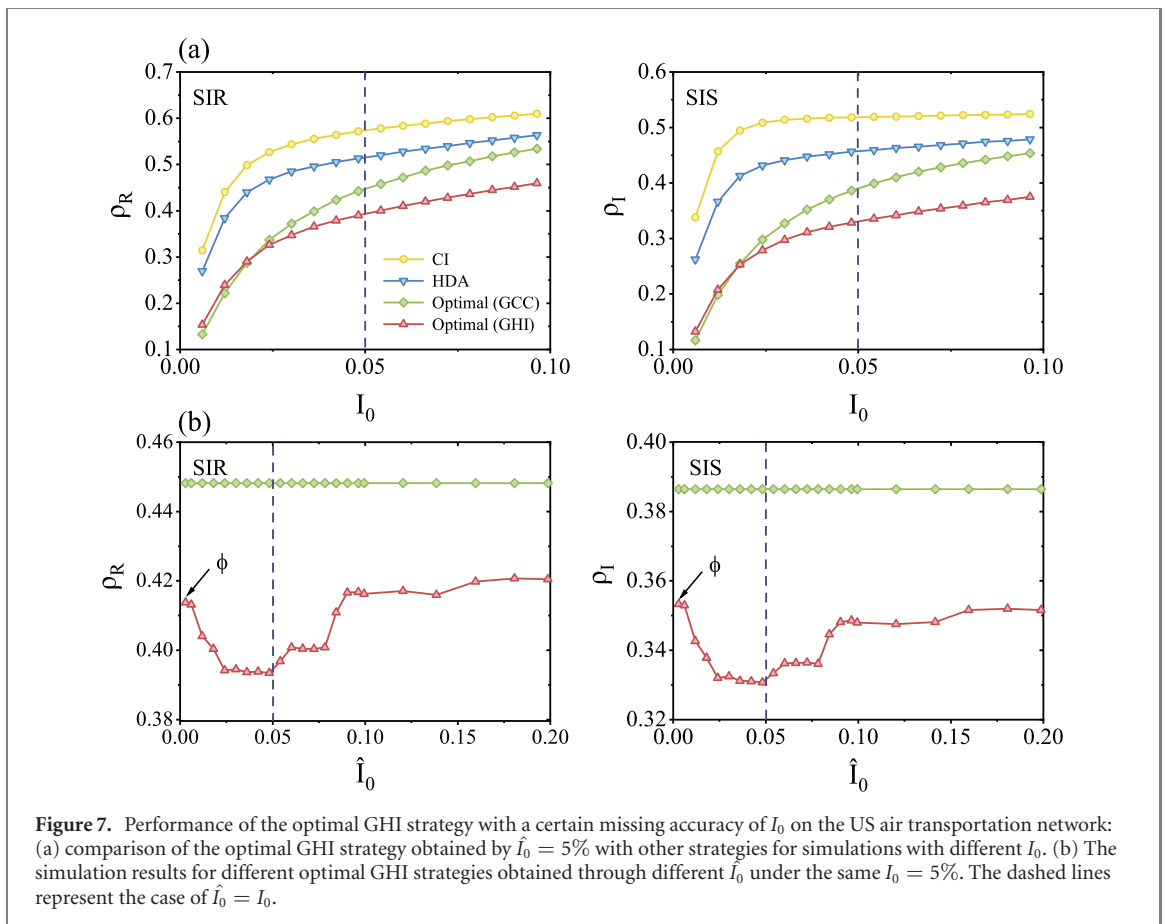 (a)
0.7
0.6
0.5
0.4
0.3
0.2
0.1
ρR
SIR
CI
HDA
Optimal (GCC)
Optimal (GHI)
0.00 0.05 0.10
I0
0.6
0.5
0.4
0.3
0.2
0.1
ρI
SIS
0.00 0.05 0.10
I0
(b)
0.46
0.44
0.42
0.40
0.38
ρR
SIR
ϕ
0.00 0.05 0.10 0.15 0.20
Î0
0.40
0.38
0.36
0.34
0.32
ρI
SIS
ϕ
0.00 0.05 0.10 0.15 0.20
Î0
Figure 7. Performance of the optimal GHI strategy with a certain missing accuracy of I0 on the US air transportation network:
(a) comparison of the optimal GHI strategy obtained by Î0 = 5% with other strategies for simulations with different I0. (b) The
simulation results for different optimal GHI strategies obtained through different Î0 under the same I0 = 5%. The dashed lines
represent the case of Î0 = I0.